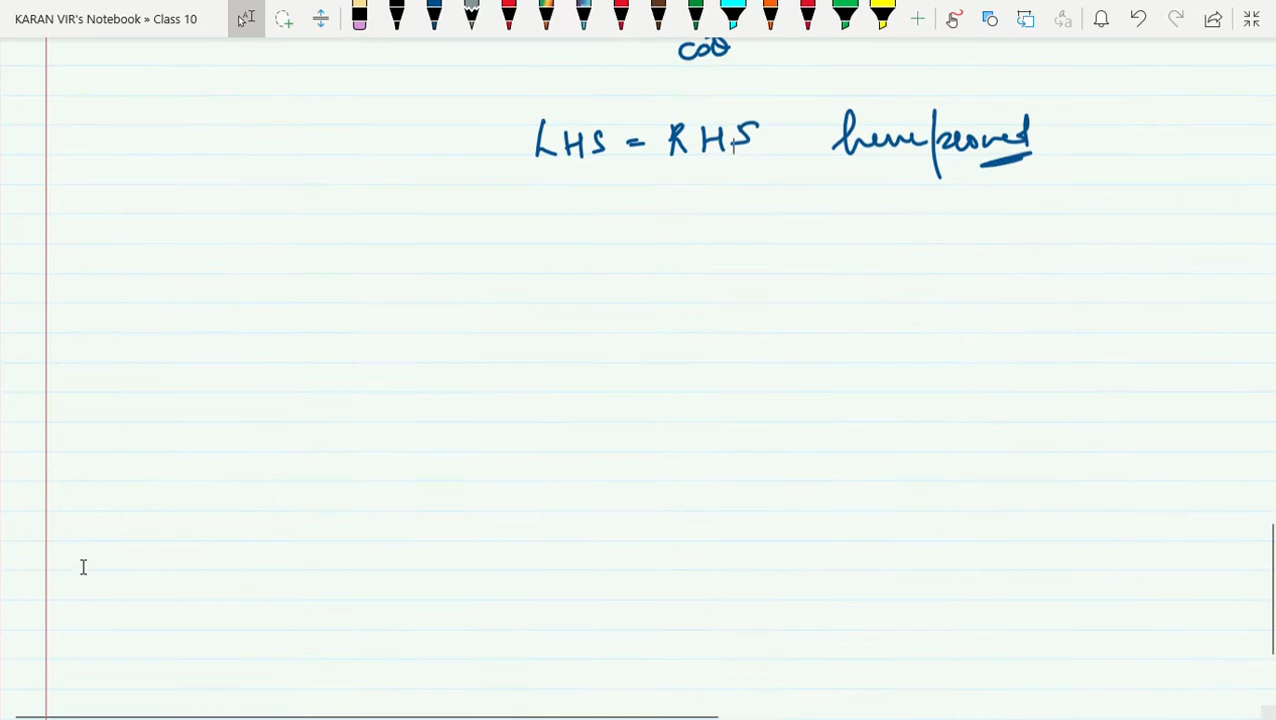 KARAN VIR's Notebook » Class 10
cosθ
LHS = RHS hence proved